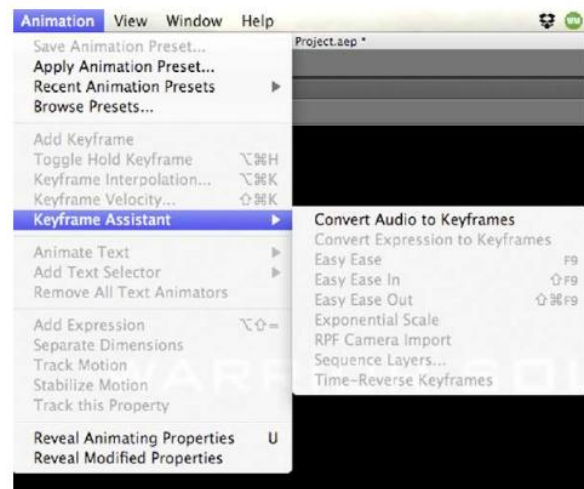 Animation View Window Help
Project.aep *
Save Animation Preset...
Apply Animation Preset...
Recent Animation Presets
Browse Presets...
Add Keyframe
Toggle Hold Keyframe ⌥⌘H
Keyframe Interpolation... ⌥⌘K
Keyframe Velocity... ⇧⌘K
Keyframe Assistant
Animate Text
Add Text Selector
Remove All Text Animators
Add Expression ⌥⇧=
Separate Dimensions
Track Motion
Stabilize Motion
Track this Property
Reveal Animating Properties U
Reveal Modified Properties
Convert Audio to Keyframes
Convert Expression to Keyframes
Easy Ease F9
Easy Ease In ⇧F9
Easy Ease Out ⇧⌘F9
Exponential Scale
RPF Camera Import
Sequence Layers...
Time-Reverse Keyframes